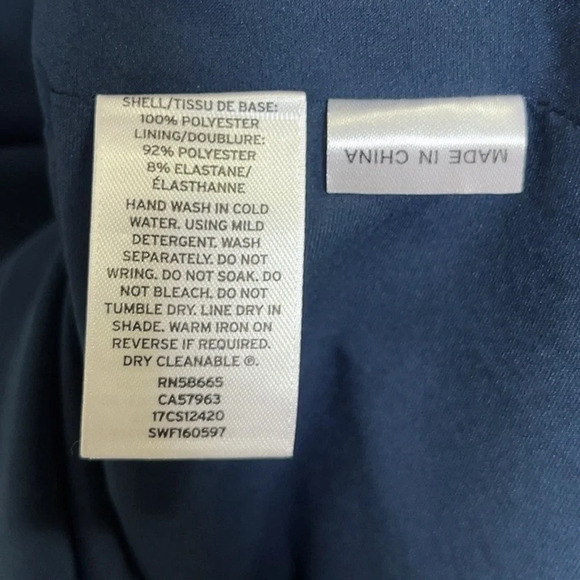 SHELL/TISSU DE BASE:
100% POLYESTER
LINING/DOUBLURE:
92% POLYESTER
8% ELASTANE/
ÉLASTHANNE
HAND WASH IN COLD
WATER. USING MILD
DETERGENT. WASH
SEPARATELY. DO NOT
WRING. DO NOT SOAK. DO
NOT BLEACH. DO NOT
TUMBLE DRY. LINE DRY IN
SHADE. WARM IRON ON
REVERSE IF REQUIRED.
DRY CLEANABLE Ⓟ.
RN58665
CA57963
17CS12420
SWF160597
MADE IN CHINA